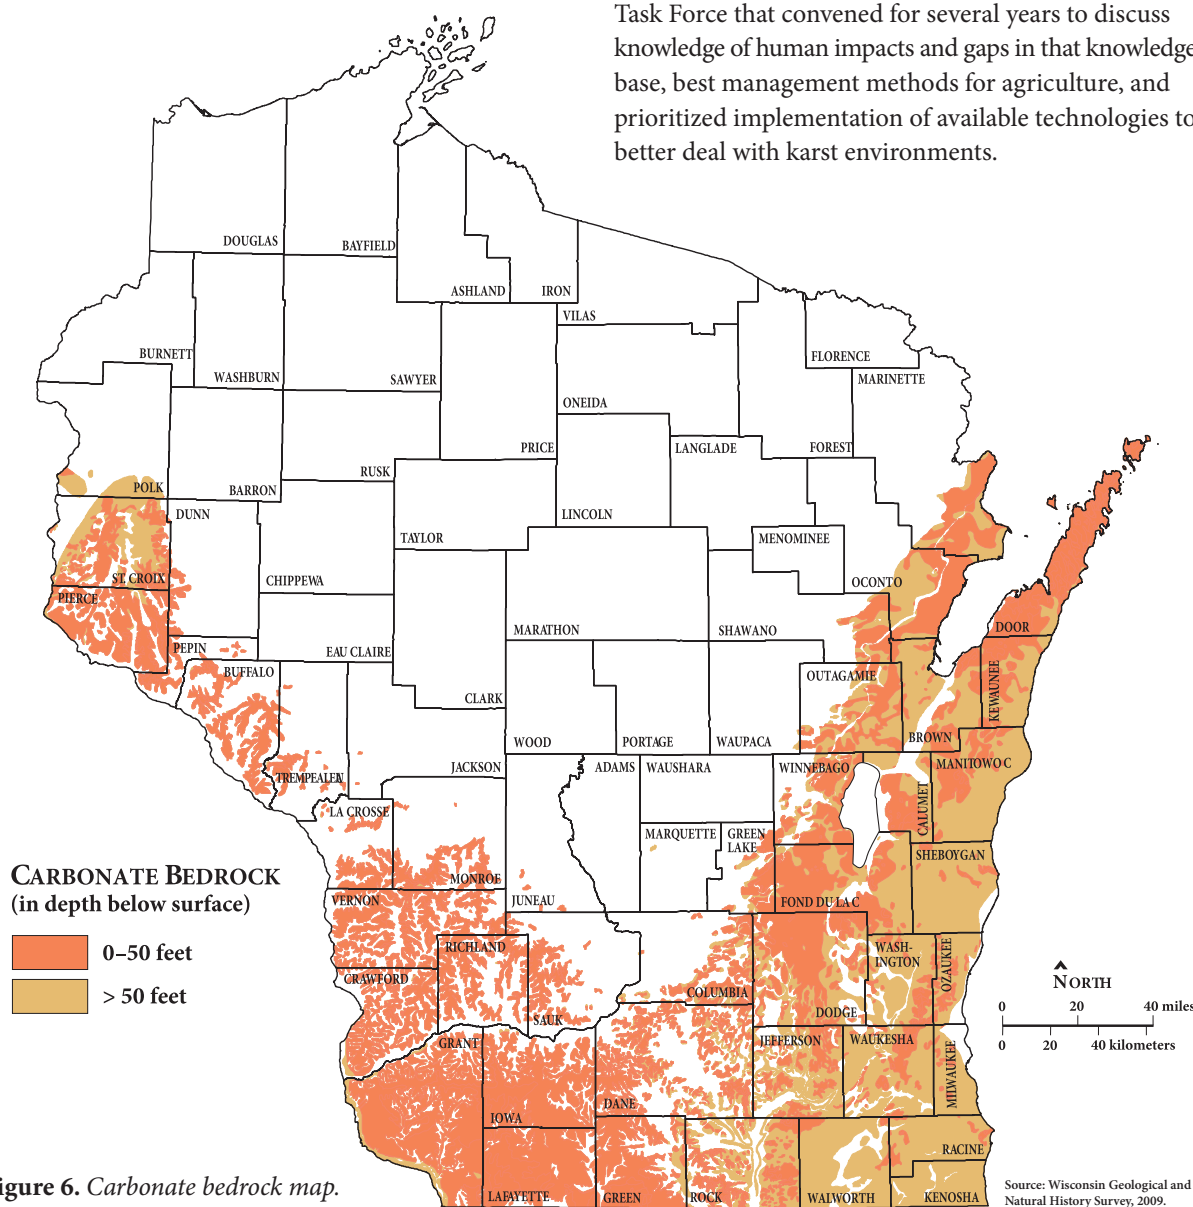 Task Force that convened for several years to discuss
knowledge of human impacts and gaps in that knowledge
base, best management methods for agriculture, and
prioritized implementation of available technologies to
better deal with karst environments.
DOUGLAS
BAYFIELD
ASHLAND
IRON
VILAS
BURNETT
WASHBURN
SAWYER
FLORENCE
MARINETTE
ONEIDA
PRICE
LANGLADE
FOREST
RUSK
POLK
BARRON
DUNN
LINCOLN
TAYLOR
MENOMINEE
ST. CROIX
CHIPPEWA
OCONTO
PIERCE
MARATHON
SHAWANO
DOOR
PEPIN
EAU CLAIRE
BUFFALO
OUTAGAMIE
KEWAUNEE
CLARK
WOOD
PORTAGE
WAUPACA
BROWN
TREMPEALEAU
JACKSON
ADAMS
WAUSHARA
WINNEBAGO
MANITOWOC
CALUMET
LA CROSSE
MARQUETTE
GREEN
LAKE
SHEBOYGAN
MONROE
VERNON
JUNEAU
FOND DU LAC
CARBONATE BEDROCK
(in depth below surface)
0–50 feet
> 50 feet
RICHLAND
WASH-
INGTON
OZAUKEE
CRAWFORD
COLUMBIA
NORTH
0 20 40 miles
0 20 40 kilometers
SAUK
DODGE
GRANT
JEFFERSON
WAUKESHA
MILWAUKEE
DANE
IOWA
RACINE
LAFAYETTE
GREEN
ROCK
WALWORTH
KENOSHA
igure 6. Carbonate bedrock map.
Source: Wisconsin Geological and
Natural History Survey, 2009.